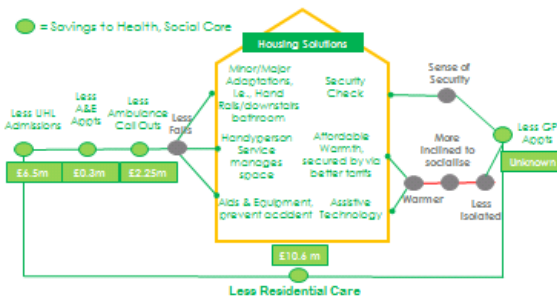 = Savings to Health, Social Care
Housing Solutions
Minor/Major
Adaptations,
i.e., Hand
Rails/downstairs
bathroom
Security
Check
Sense of
Security
Less UHL
Admissions
Less
A&E
Appts
Less
Ambulance
Call Outs
Less
Falls
Handyperson
Service
manages
space
Affordable
Warmth,
secured by via
better tariffs
More
Inclined to
socialise
Less GP
Appts
£6.5m
£0.3m
£2.25m
Unknown
Aids & Equipment,
prevent accident
Assistive
Technology
Warmer
Less
Isolated
£10.6 m
Less Residential Care